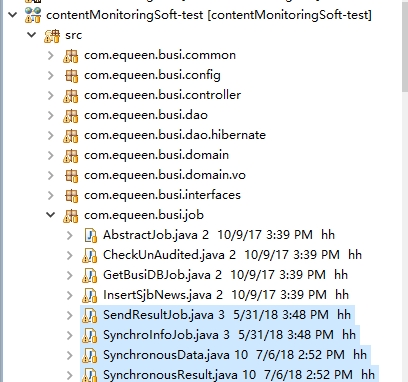 contentMonitoringSoft-test [contentMonitoringSoft-test]
src
com.equeen.busi.common
com.equeen.busi.config
com.equeen.busi.controller
com.equeen.busi.dao
com.equeen.busi.dao.hibernate
com.equeen.busi.domain
com.equeen.busi.domain.vo
com.equeen.busi.interfaces
com.equeen.busi.job
AbstractJob.java 2 10/9/17 3:39 PM hh
CheckUnAudited.java 2 10/9/17 3:39 PM hh
GetBusiDBJob.java 2 10/9/17 3:39 PM hh
InsertSjbNews.java 2 10/9/17 3:39 PM hh
SendResultJob.java 3 5/31/18 3:48 PM hh
SynchroInfoJob.java 3 5/31/18 3:48 PM hh
SynchronousData.java 10 7/6/18 2:52 PM hh
SynchronousResult.java 10 7/6/18 2:52 PM hh